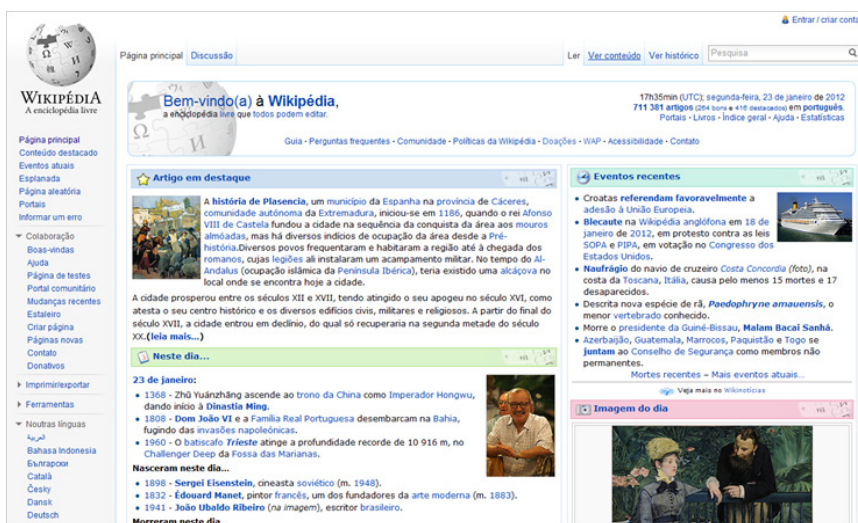 Entrar / criar conta
WIKIPÉDIA
A enciclopédia livre
Página principal Discussão
Ler Ver conteúdo Ver histórico Pesquisa
Página principal
Conteúdo destacado
Eventos atuais
Esplanada
Página aleatória
Portais
Informar um erro
Colaboração
Boas-vindas
Ajuda
Página de testes
Portal comunitário
Mudanças recentes
Estaleiro
Criar página
Páginas novas
Contato
Donativos
Imprimir/exportar
Ferramentas
Noutras línguas
العربية
Bahasa Indonesia
Български
Català
Česky
Dansk
Deutsch
Bem-vindo(a) à Wikipédia,
a enciclopédia livre que todos podem editar.
17h35min (UTC); segunda-feira, 23 de janeiro de 2012
711 381 artigos (264 bons e 416 destacados) em português.
Portais - Livros - Índice geral - Ajuda - Estatísticas
Guia - Perguntas frequentes - Comunidade - Políticas da Wikipédia - Doações - WAP - Acessibilidade - Contato
Artigo em destaque
A história de Plasencia, um município da Espanha na província de Cáceres,
comunidade autónoma da Extremadura, iniciou-se em 1186, quando o rei Afonso
VIII de Castela fundou a cidade na sequência da conquista da área aos mouros
almóadas, mas há diversos indícios de ocupação da área desde a Pré-
história.Diversos povos frequentaram e habitaram a região até à chegada dos
romanos, cujas legiões ali instalaram um acampamento militar. No tempo do Al-
Andalus (ocupação islâmica da Península Ibérica), teria existido uma alcáçova no
local onde se encontra hoje a cidade.
A cidade prosperou entre os séculos XII e XVII, tendo atingido o seu apogeu no século XVI, como
atesta o seu centro histórico e os diversos edifícios civis, militares e religiosos. A partir do final do
século XVII, a cidade entrou em declínio, do qual só recuperaria na segunda metade do século
XX.(leia mais...)
Neste dia...
23 de janeiro:
1368 - Zhū Yuánzhāng ascende ao trono da China como Imperador Hongwu,
dando início à Dinastia Ming.
1808 - Dom João VI e a Família Real Portuguesa desembarcam na Bahia,
fugindo das invasões napoleónicas.
1960 - O batiscafo Trieste atinge a profundidade recorde de 10 916 m, no
Challenger Deep da Fossa das Marianas.
Nasceram neste dia...
1898 - Sergei Eisenstein, cineasta soviético (m. 1948).
1832 - Édouard Manet, pintor francês, um dos fundadores da arte moderna (m. 1883).
1941 - João Ubaldo Ribeiro (na imagem), escritor brasileiro.
Morreram neste dia
Eventos recentes
Croatas referendam favoravelmente a
adesão à União Europeia.
Blecaute na Wikipédia anglófona em 18 de
janeiro de 2012, em protesto contra as leis
SOPA e PIPA, em votação no Congresso dos
Estados Unidos.
Naufrágio do navio de cruzeiro Costa Concordia (foto), na
costa da Toscana, Itália, causa pelo menos 15 mortes e 17
desaparecidos.
Descrita nova espécie de rã, Paedophryne amauensis, o
menor vertebrado conhecido.
Morre o presidente da Guiné-Bissau, Malam Bacai Sanhá.
Azerbaijão, Guatemala, Marrocos, Paquistão e Togo se
juntam ao Conselho de Segurança como membros não
permanentes.
Mortes recentes – Mais eventos atuais...
Veja mais no Wikinotícias
Imagem do dia